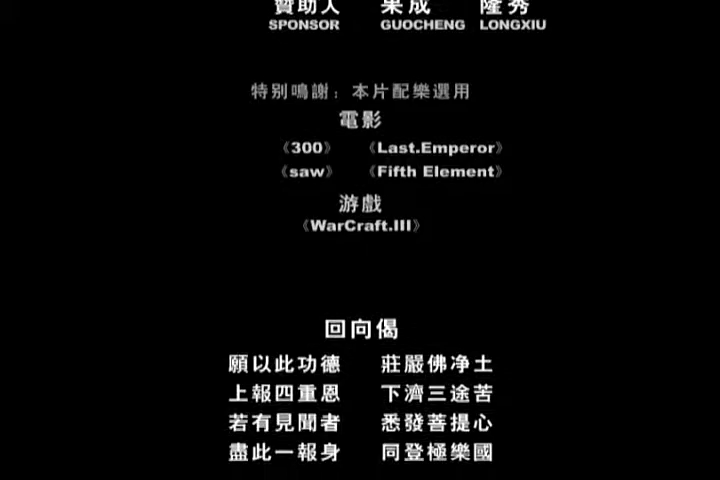 贊助人 果成 隆秀
SPONSOR GUOCHENG LONGXIU
特别鳴謝：本片配樂選用
電影
《300》 《Last.Emperor》
《saw》 《Fifth Element》
游戲
《WarCraft.III》
回向偈
願以此功德 莊嚴佛净土
上報四重恩 下濟三途苦
若有見聞者 悉發菩提心
盡此一報身 同登極樂國